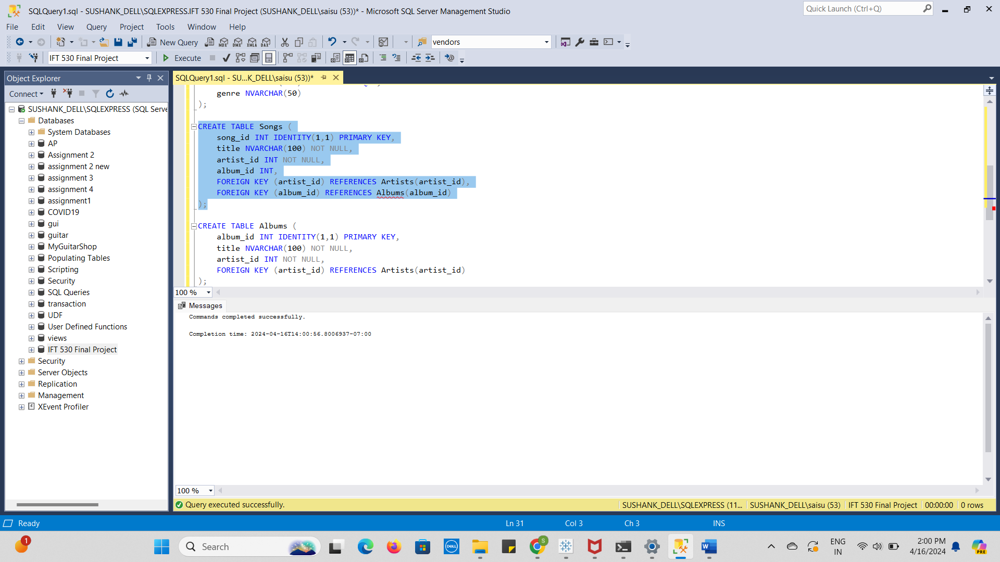 SQLQuery1.sql - SUSHANK_DELL\SQLEXPRESS.IFT 530 Final Project (SUSHANK_DELL\saisu (53))* - Microsoft SQL Server Management Studio
Quick Launch (Ctrl+Q)
File Edit View Query Project Tools Window Help
New Query MDX DMX XMLA DAX vendors
IFT 530 Final Project Execute
Object Explorer
SQLQuery1.sql - SU...K_DELL\saisu (53))*
Connect
SUSHANK_DELL\SQLEXPRESS (SQL Serve
Databases
System Databases
AP
Assignment 2
assignment 2 new
assignment 3
assignment 4
assignment1
COVID19
gui
guitar
MyGuitarShop
Populating Tables
Scripting
Security
SQL Queries
transaction
UDF
User Defined Functions
views
IFT 530 Final Project
Security
Server Objects
Replication
Management
XEvent Profiler
genre NVARCHAR(50)
);
CREATE TABLE Songs (
song_id INT IDENTITY(1,1) PRIMARY KEY,
title NVARCHAR(100) NOT NULL,
artist_id INT NOT NULL,
album_id INT,
FOREIGN KEY (artist_id) REFERENCES Artists(artist_id),
FOREIGN KEY (album_id) REFERENCES Albums(album_id)
);
CREATE TABLE Albums (
album_id INT IDENTITY(1,1) PRIMARY KEY,
title NVARCHAR(100) NOT NULL,
artist_id INT NOT NULL,
FOREIGN KEY (artist_id) REFERENCES Artists(artist_id)
);
100 %
Messages
Commands completed successfully.
Completion time: 2024-04-16T14:00:56.8006937-07:00
100 %
Query executed successfully. SUSHANK_DELL\SQLEXPRESS (11... SUSHANK_DELL\saisu (53) IFT 530 Final Project 00:00:00 0 rows
Ready Ln 31 Col 3 Ch 3 INS
1
Search
DELL
S
W
ENG
IN
2:00 PM
4/16/2024
PRE